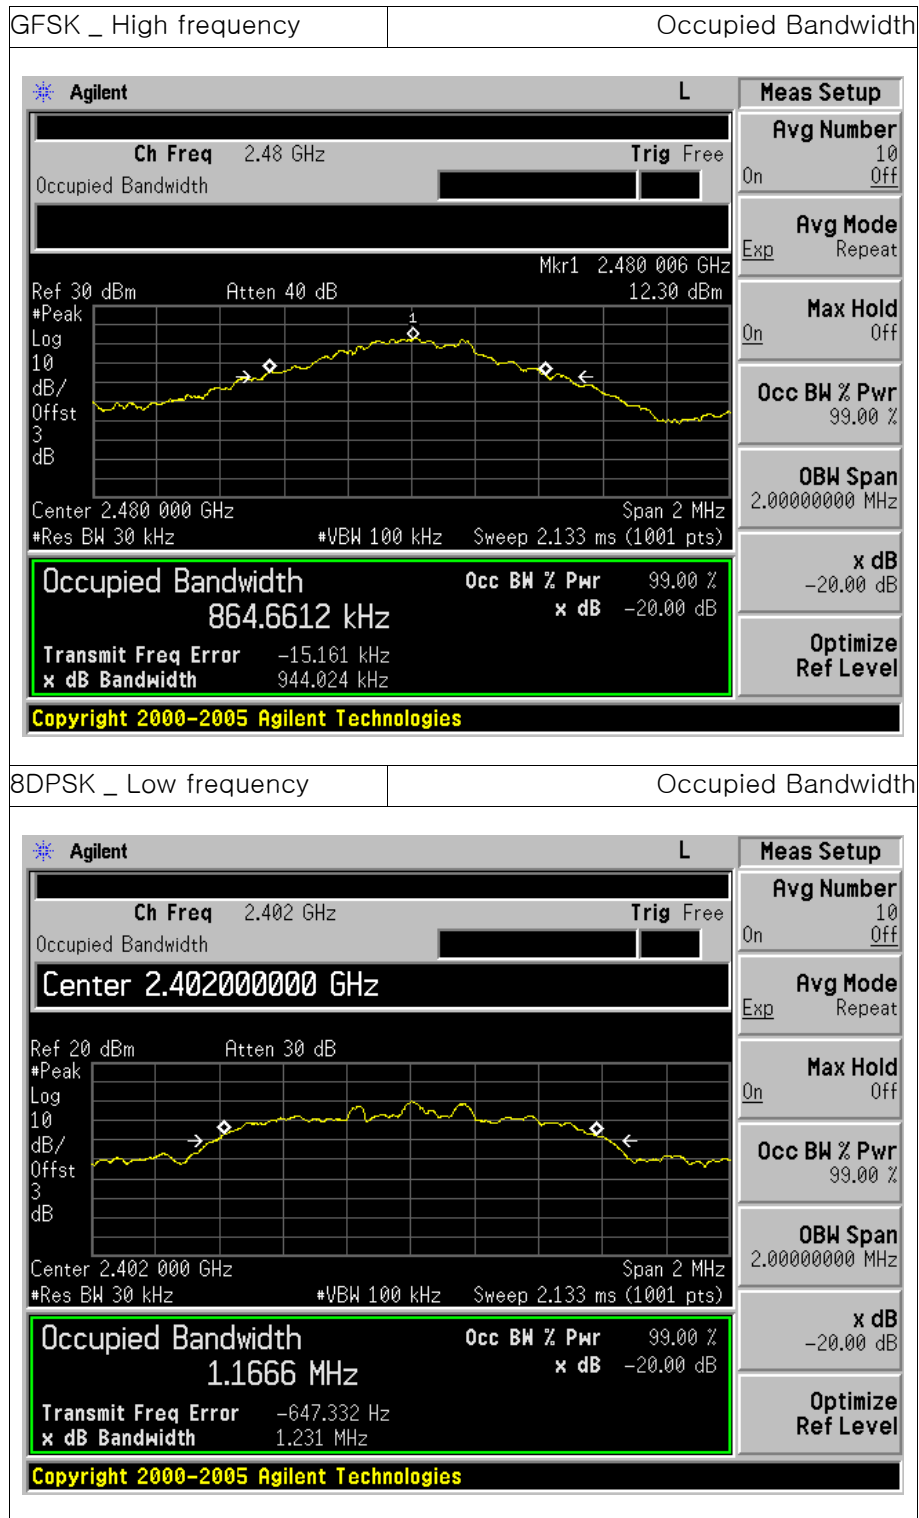 GFSK _ High frequency Occupied Bandwidth
Agilent L Meas Setup
Ch Freq 2.48 GHz Trig Free
Occupied Bandwidth
Avg Number
10
On Off
Avg Mode
Exp Repeat
Mkr1 2.480 006 GHz
Ref 30 dBm Atten 40 dB 12.30 dBm
#Peak
Log
10
dB/
Offst
3
dB
1
Max Hold
On Off
Occ BW % Pwr
99.00 %
Center 2.480 000 GHz Span 2 MHz
#Res BW 30 kHz #VBW 100 kHz Sweep 2.133 ms (1001 pts)
OBW Span
2.00000000 MHz
Occupied Bandwidth Occ BW % Pwr 99.00 %
864.6612 kHz x dB -20.00 dB
Transmit Freq Error -15.161 kHz
x dB Bandwidth 944.024 kHz
x dB
-20.00 dB
Optimize
Ref Level
Copyright 2000-2005 Agilent Technologies
8DPSK _ Low frequency Occupied Bandwidth
Agilent L Meas Setup
Ch Freq 2.402 GHz Trig Free
Occupied Bandwidth
Center 2.402000000 GHz
Avg Number
10
On Off
Avg Mode
Exp Repeat
Ref 20 dBm Atten 30 dB
#Peak
Log
10
dB/
Offst
3
dB
Max Hold
On Off
Occ BW % Pwr
99.00 %
Center 2.402 000 GHz Span 2 MHz
#Res BW 30 kHz #VBW 100 kHz Sweep 2.133 ms (1001 pts)
OBW Span
2.00000000 MHz
Occupied Bandwidth Occ BW % Pwr 99.00 %
1.1666 MHz x dB -20.00 dB
Transmit Freq Error -647.332 Hz
x dB Bandwidth 1.231 MHz
x dB
-20.00 dB
Optimize
Ref Level
Copyright 2000-2005 Agilent Technologies